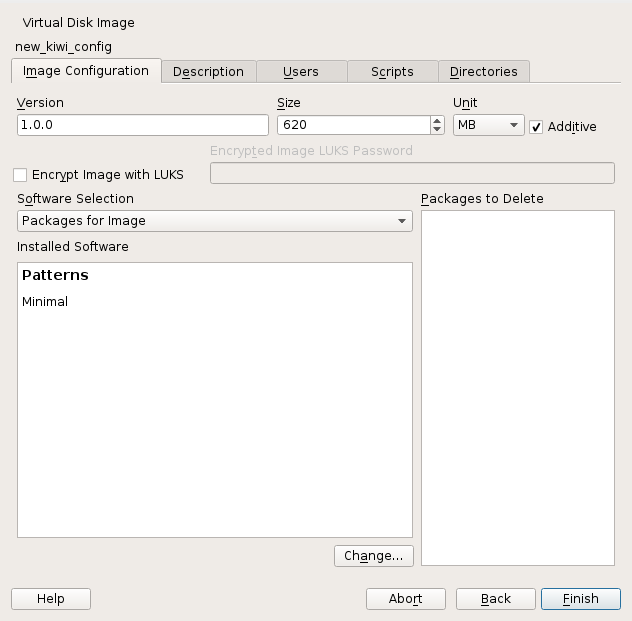 Virtual Disk Image
new_kiwi_config
Image Configuration Description Users Scripts Directories
Version Size Unit
1.0.0 620 MB Additive
Encrypted Image LUKS Password
Encrypt Image with LUKS
Software Selection Packages to Delete
Packages for Image
Installed Software
Patterns
Minimal
Change...
Help Abort Back Finish